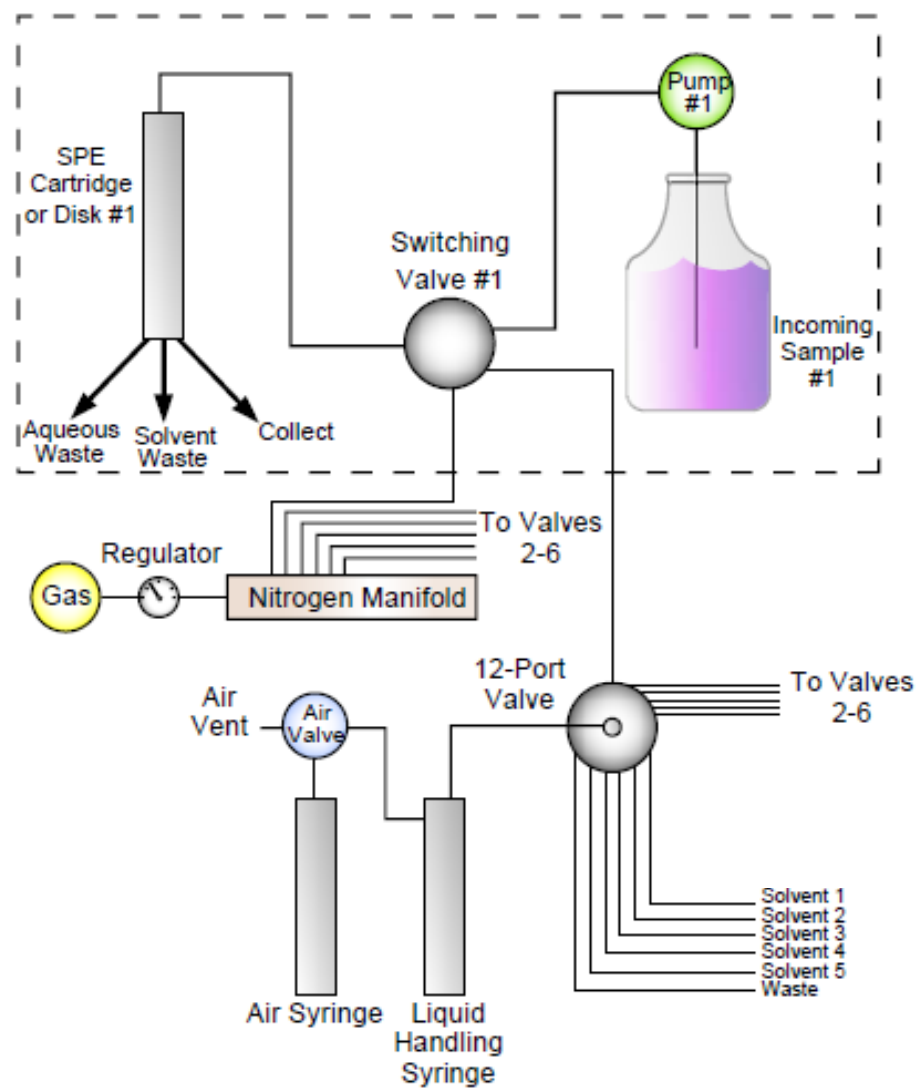 Pump
#1
SPE
Cartridge
or Disk #1
Switching
Valve #1
Incoming
Sample
#1
Aqueous
Waste
Solvent
Waste
Collect
To Valves
2-6
Regulator
Gas
Nitrogen Manifold
12-Port
Valve
To Valves
2-6
Air
Vent
Air
Valve
Solvent 1
Solvent 2
Solvent 3
Solvent 4
Solvent 5
Waste
Air Syringe
Liquid
Handling
Syringe